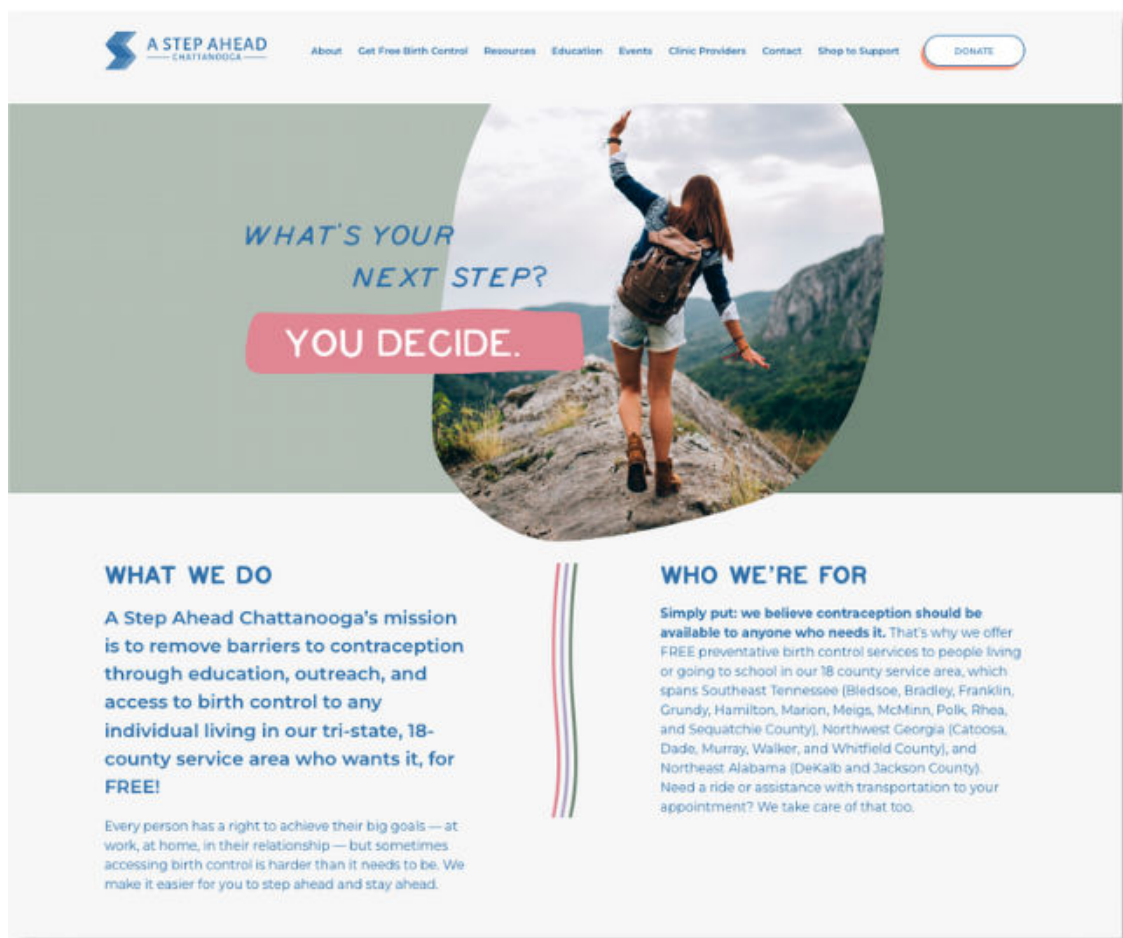 A STEP AHEAD
CHATTANOOGA
About Get Free Birth Control Resources Education Events Clinic Providers Contact Shop to Support DONATE
WHAT'S YOUR
NEXT STEP?
YOU DECIDE.
WHAT WE DO
A Step Ahead Chattanooga's mission
is to remove barriers to contraception
through education, outreach, and
access to birth control to any
individual living in our tri-state, 18-
county service area who wants it, for
FREE!
Every person has a right to achieve their big goals — at
work, at home, in their relationship — but sometimes
accessing birth control is harder than it needs to be. We
make it easier for you to step ahead and stay ahead.
WHO WE'RE FOR
Simply put: we believe contraception should be
available to anyone who needs it. That's why we offer
FREE preventative birth control services to people living
or going to school in our 18 county service area, which
spans Southeast Tennessee (Bledsoe, Bradley, Franklin,
Grundy, Hamilton, Marion, Meigs, McMinn, Polk, Rhea,
and Sequatchie County), Northwest Georgia (Catoosa,
Dade, Murray, Walker, and Whitfield County), and
Northeast Alabama (DeKalb and Jackson County).
Need a ride or assistance with transportation to your
appointment? We take care of that too.